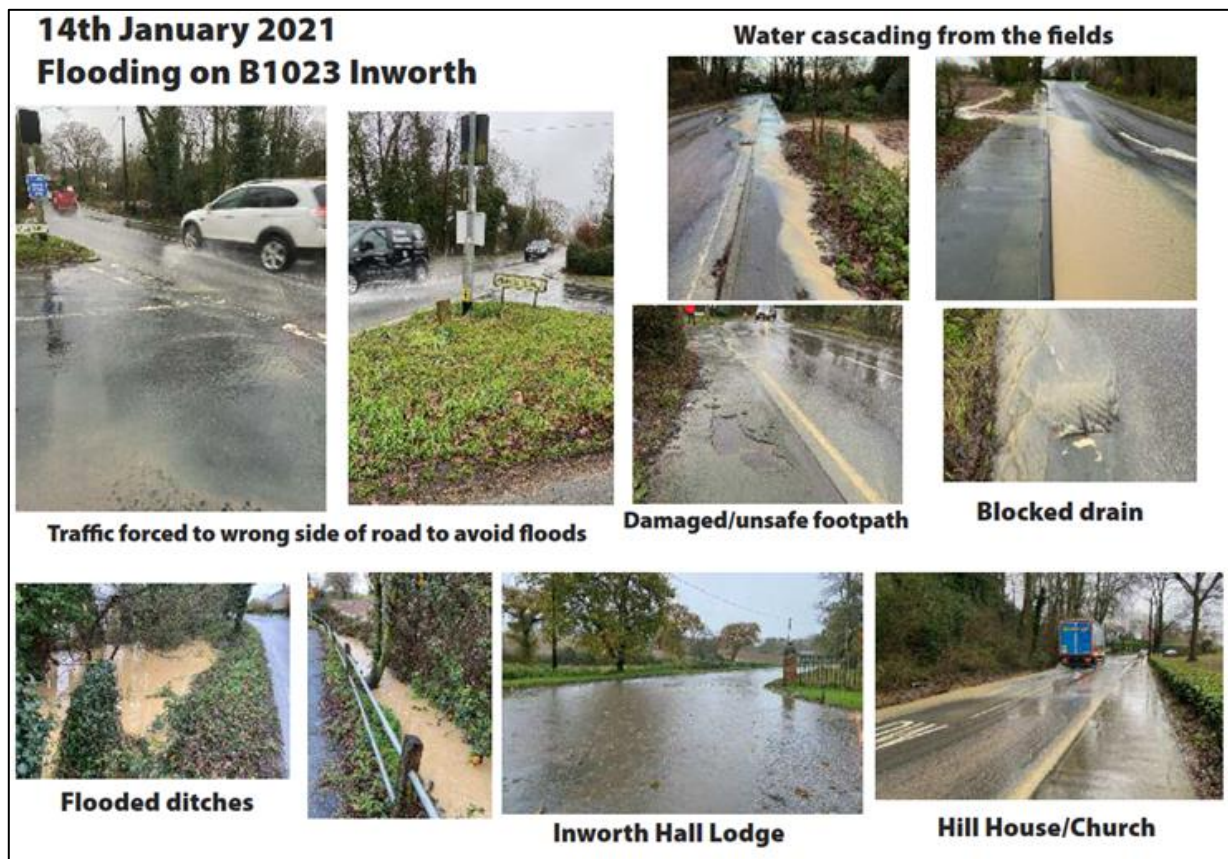 14th January 2021
Flooding on B1023 Inworth
Water cascading from the fields
Traffic forced to wrong side of road to avoid floods
Damaged/unsafe footpath
Blocked drain
Flooded ditches
Inworth Hall Lodge
Hill House/Church